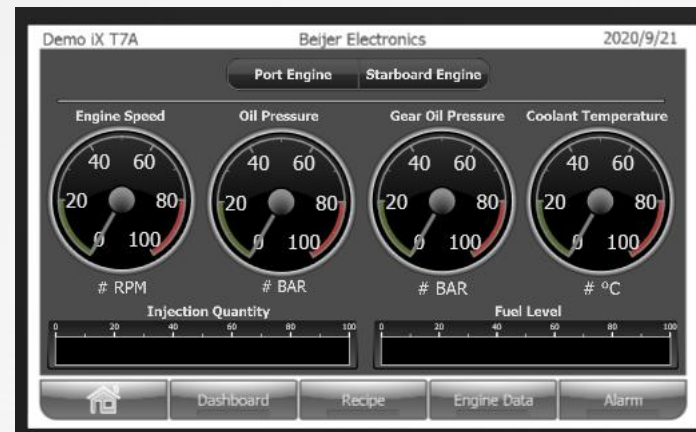 Demo iX T7A Beijer Electronics 2020/9/21
Port Engine Starboard Engine
Engine Speed Oil Pressure Gear Oil Pressure Coolant Temperature
40 60 40 60 40 60 40 60
20 80 20 80 20 80 20 80
0 100 0 100 0 100 0 100
# RPM # BAR # BAR # ºC
Injection Quantity Fuel Level
0 20 40 60 80 100 0 20 40 60 80 100
Dashboard Recipe Engine Data Alarm